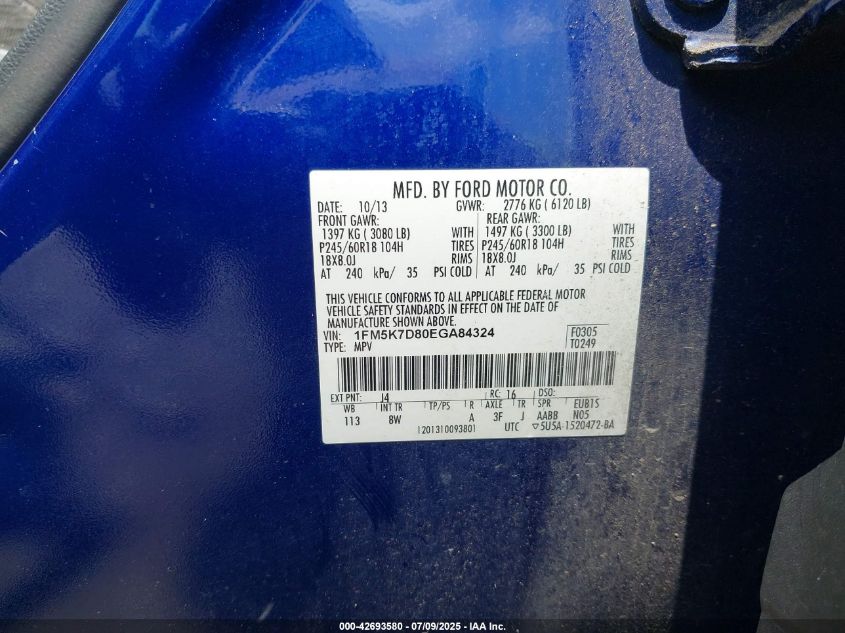 MFD. BY FORD MOTOR CO.
DATE: 10/13 GVWR: 2776 KG ( 6120 LB)
FRONT GAWR: REAR GAWR:
1397 KG ( 3080 LB) WITH 1497 KG ( 3300 LB) WITH
P245/60R18 104H TIRES P245/60R18 104H TIRES
18X8.0J RIMS 18X8.0J RIMS
AT 240 kPa/ 35 PSI COLD AT 240 kPa/ 35 PSI COLD
THIS VEHICLE CONFORMS TO ALL APPLICABLE FEDERAL MOTOR
VEHICLE SAFETY STANDARDS IN EFFECT ON THE DATE OF
MANUFACTURE SHOWN ABOVE.
VIN: 1FM5K7D80EGA84324 F0305
TYPE: MPV T0249
EXT PNT: J4 RC: 16 DSO:
WB INT TR TP/PS R AXLE TR SPR EU815
113 8W A 3F J AABB N05
1201310093801 UTC ▽5U5A-1520472-BA
000-42693580 / 07/09/2025 - IAA Inc.